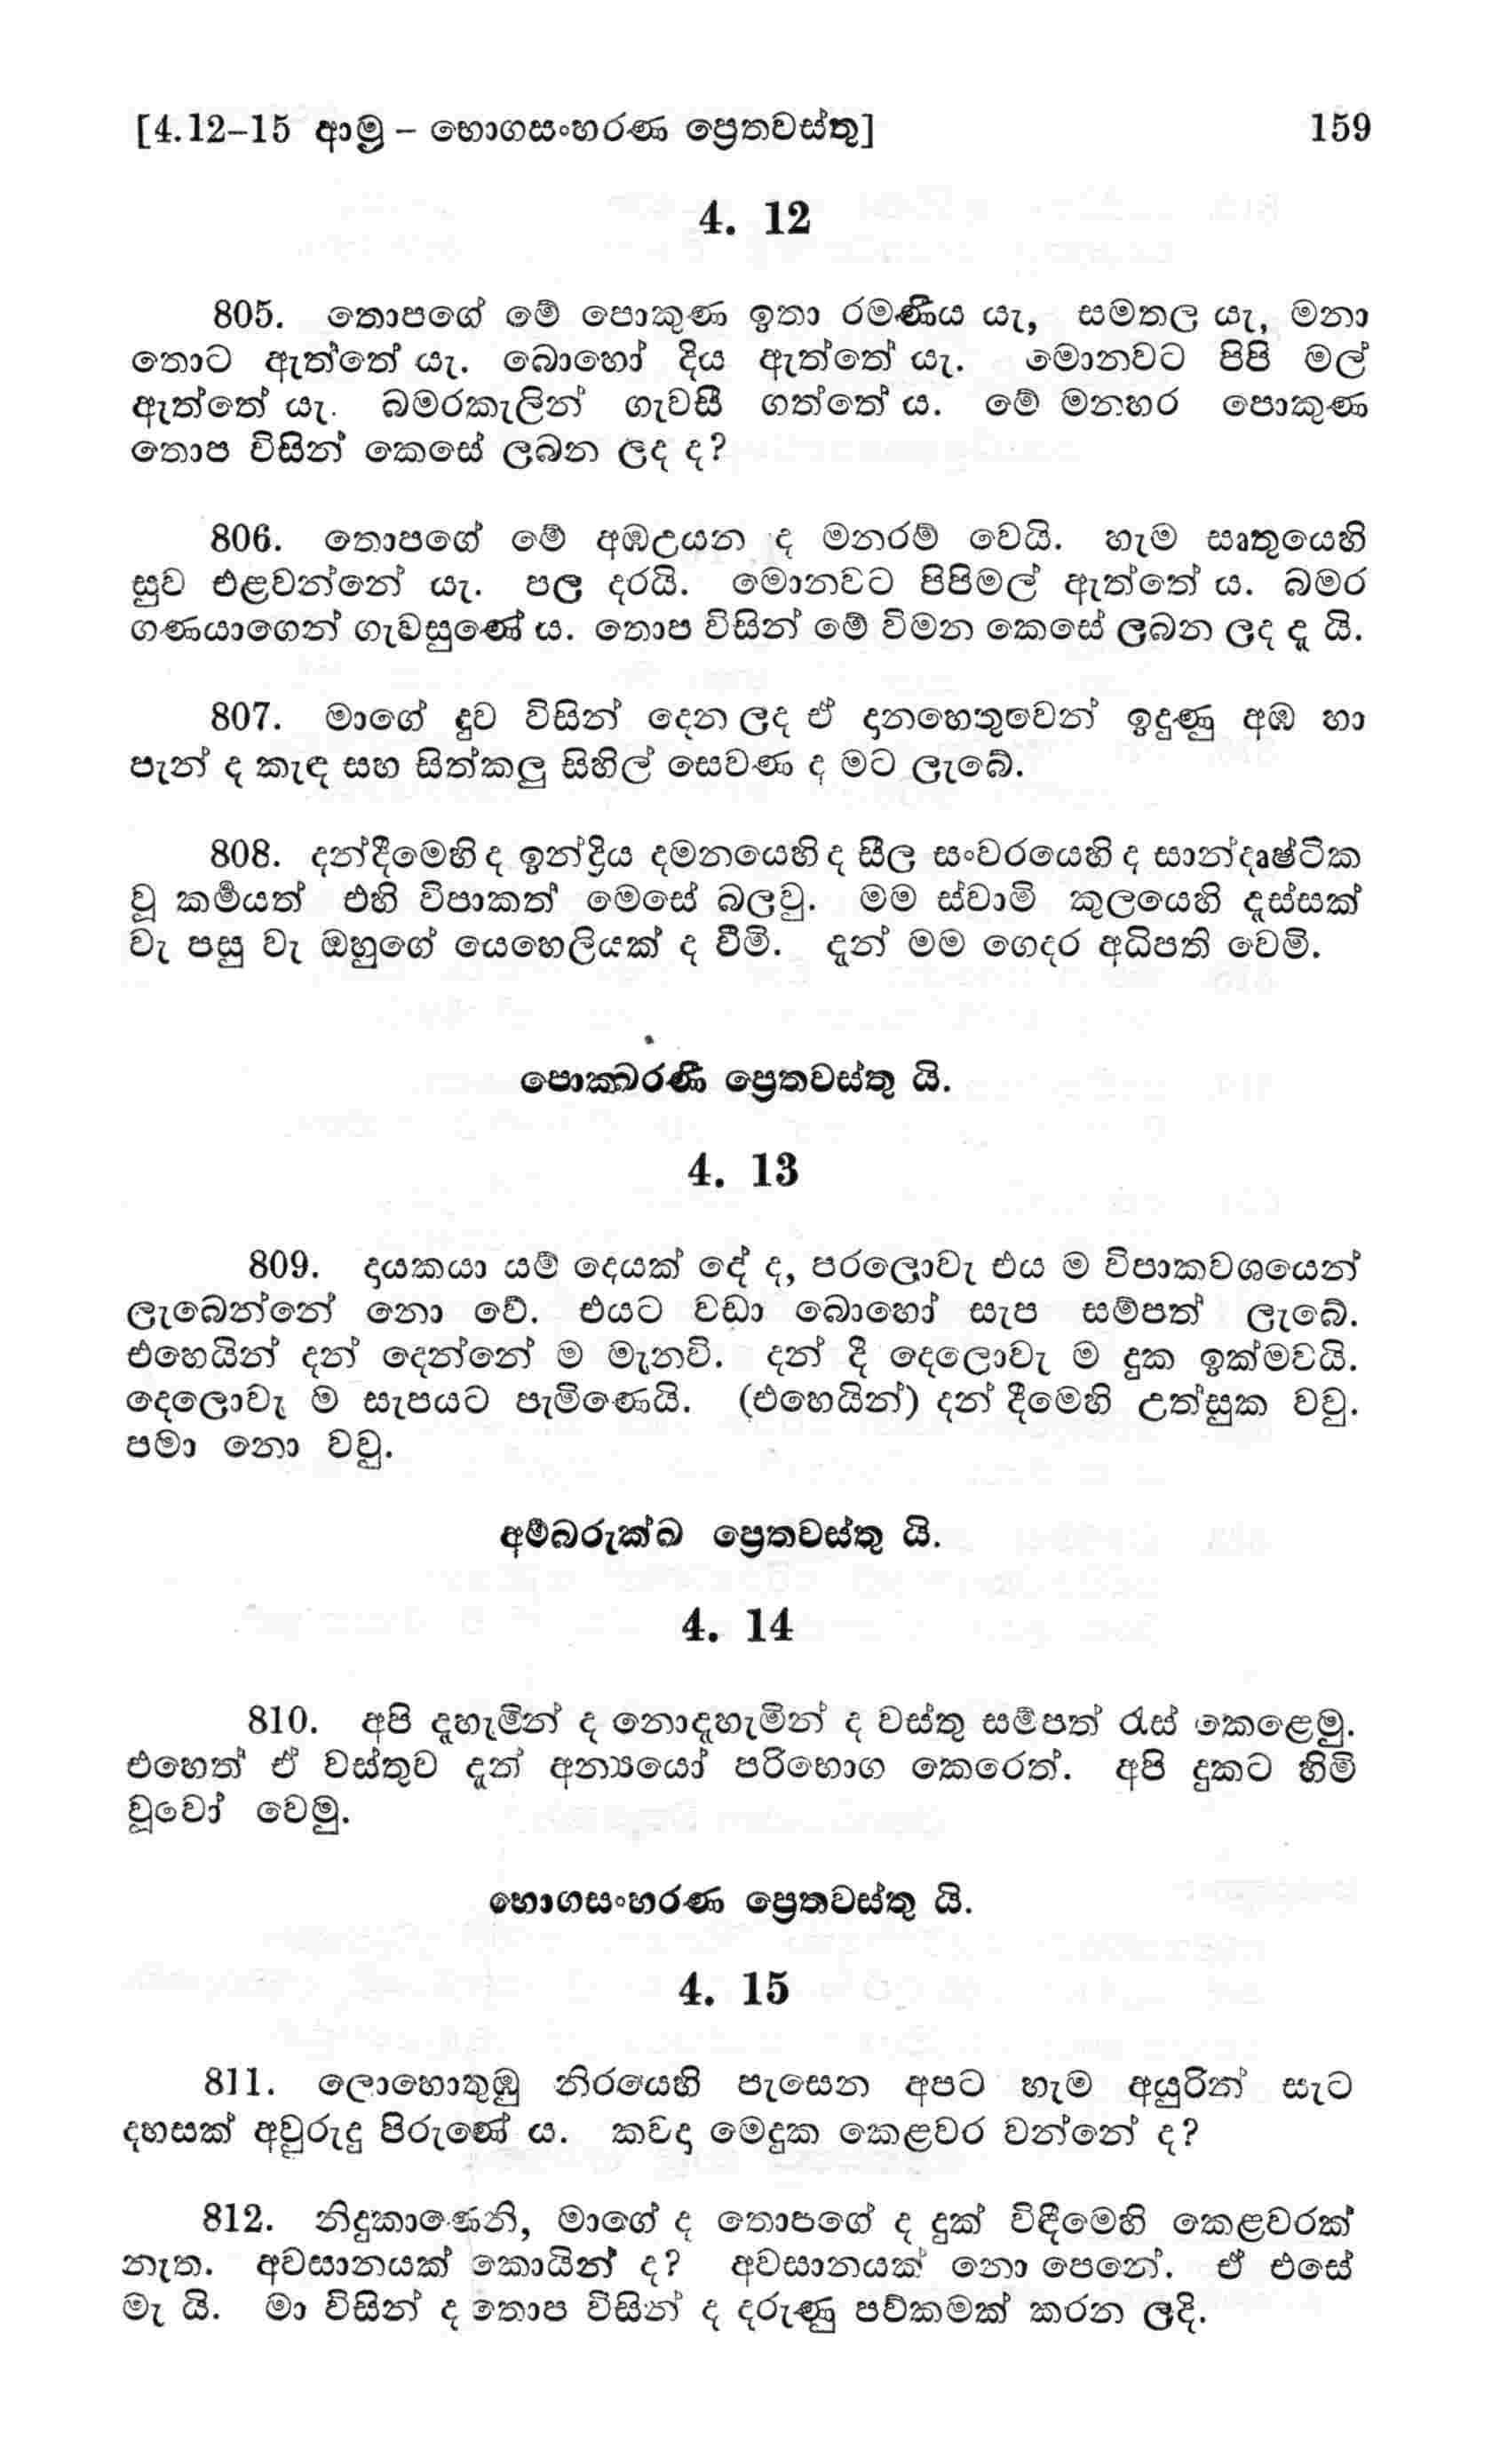 [4.12–15 ආම්‍ර – භොගසංහරණ ප්‍රෙතවස්තු] 159
4. 12
805. තොපගේ මේ පොකුණ ඉතා රමණීය යැ, සමතල යැ, මනා
තොට ඇත්තේ යැ. බොහෝ දිය ඇත්තේ යැ. මොනවට පිපි මල්
ඇත්තේ යැ. බමරකැලින් ගැවසී ගත්තේ ය. මේ මනහර පොකුණ
තොප විසින් කෙසේ ලබන ලද ද?
806. තොපගේ මේ අඹඋයන ද මනරම් වෙයි. හැම ඍතුයෙහි
සුව එළවන්නේ යැ. පල දරයි. මොනවට පිපිමල් ඇත්තේ ය. බමර
ගණයාගෙන් ගැවසුණේ ය. තොප විසින් මේ විමන කෙසේ ලබන ලද දැ යි.
807. මාගේ දුව විසින් දෙන ලද ඒ දානහෙතුවෙන් ඉදුණු අඹ හා
පැන් ද කැඳ සහ සිත්කලු සිහිල් සෙවණ ද මට ලැබේ.
808. දන්දීමෙහි ද ඉන්ද්‍රිය දමනයෙහි ද සීල සංවරයෙහි ද සාන්දෘෂ්ටික
වූ කර්මයත් එහි විපාකත් මෙසේ බලවු. මම ස්වාමි කුලයෙහි දැස්සක්
වැ පසු වැ ඔහුගේ යෙහෙලියක් ද වීමි. දැන් මම ගෙදර අධිපති වෙමි.
පොක්ඛරණී ප්‍රෙතවස්තු යි.
4. 13
809. දායකයා යම් දෙයක් දේ ද, පරලොවැ එය ම විපාකවශයෙන්
ලැබෙන්නේ නො වේ. එයට වඩා බොහෝ සැප සම්පත් ලැබේ.
එහෙයින් දන් දෙන්නේ ම මැනවි. දන් දී දෙලොවැ ම දුක ඉක්මවයි.
දෙලොවැ ම සැපයට පැමිණෙයි. (එහෙයින්) දන් දීමෙහි උත්සුක වවු.
පමා නො වවු.
අම්බරුක්ඛ ප්‍රෙතවස්තු යි.
4. 14
810. අපි දැහැමින් ද නොදැහැමින් ද වස්තු සම්පත් රැස් කෙළෙමු.
එහෙත් ඒ වස්තුව දැන් අන්‍යයෝ පරිභොග කෙරෙත්. අපි දුකට හිමි
වූවෝ වෙමු.
භොගසංහරණ ප්‍රෙතවස්තු යි.
4. 15
811. ලොහොතුඹු නිරයෙහි පැසෙන අපට හැම අයුරින් සැට
දහසක් අවුරුදු පිරුණේ ය. කවදා මෙදුක කෙළවර වන්නේ ද?
812. නිදුකාණෙනි, මාගේ ද තොපගේ ද දුක් විඳීමෙහි කෙළවරක්
නැත. අවසානයක් කොයින් ද? අවසානයක් නො පෙනේ. ඒ එසේ
මැ යි. මා විසින් ද තොප විසින් ද දරුණු පව්කමක් කරන ලදි.